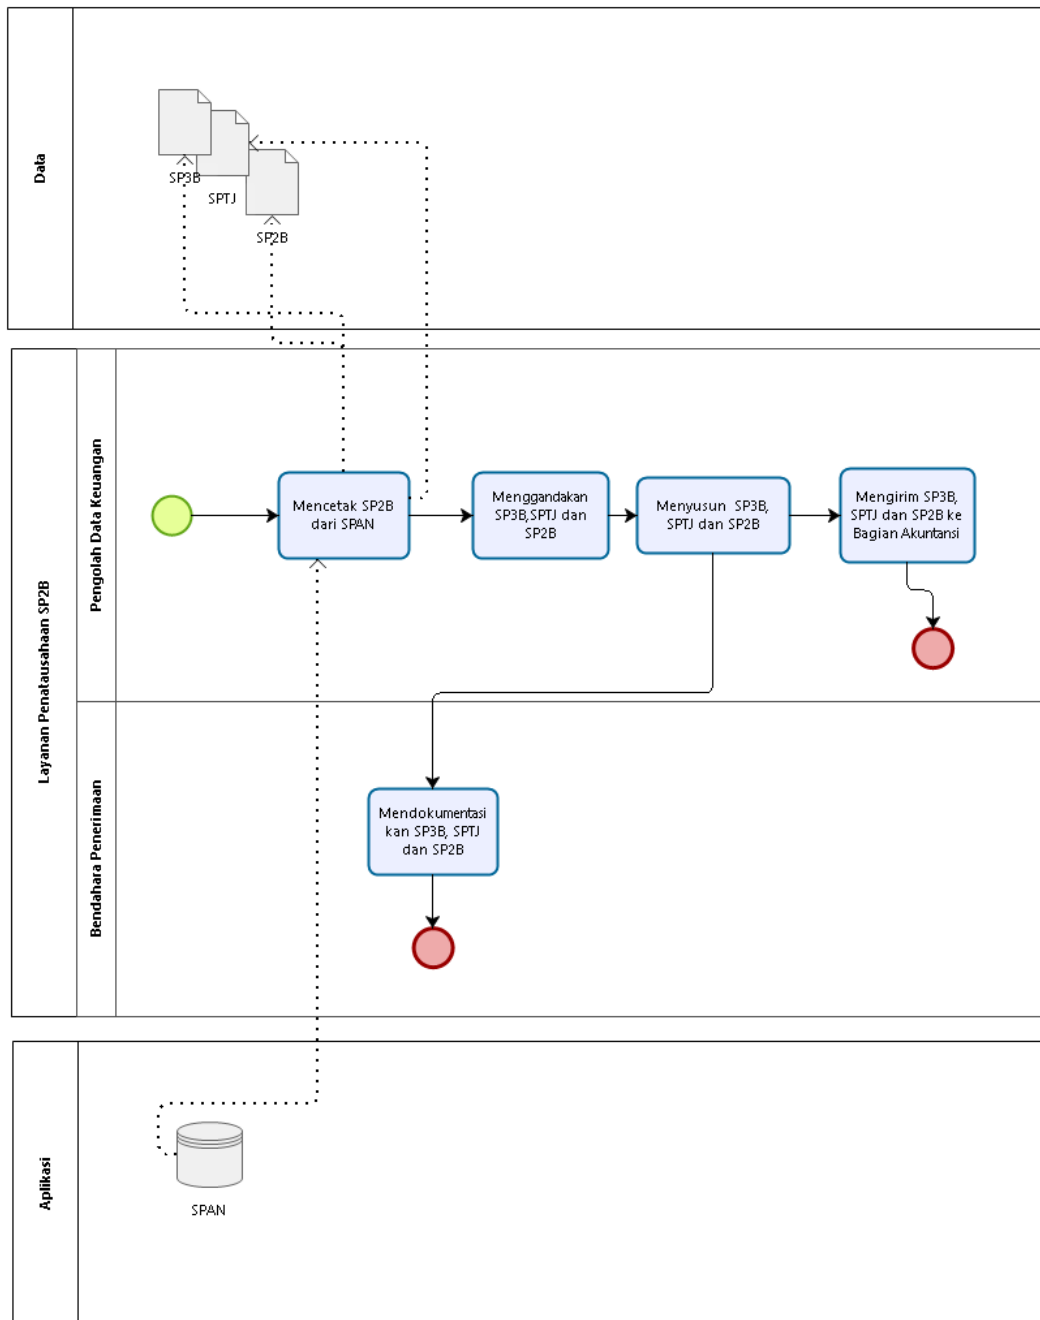 Data
SP3B
SPTJ
SP2B
Layanan Penatausahaan SP2B
Pengolah Data Keuangan
Mencetak SP2B
dari SPAN
Menggandakan
SP3B,SPTJ dan
SP2B
Menyusun SP3B,
SPTJ dan SP2B
Mengirim SP3B,
SPTJ dan SP2B ke
Bagian Akuntansi
Bendahara Penerimaan
Mendokumentasi
kan SP3B, SPTJ
dan SP2B
Aplikasi
SPAN